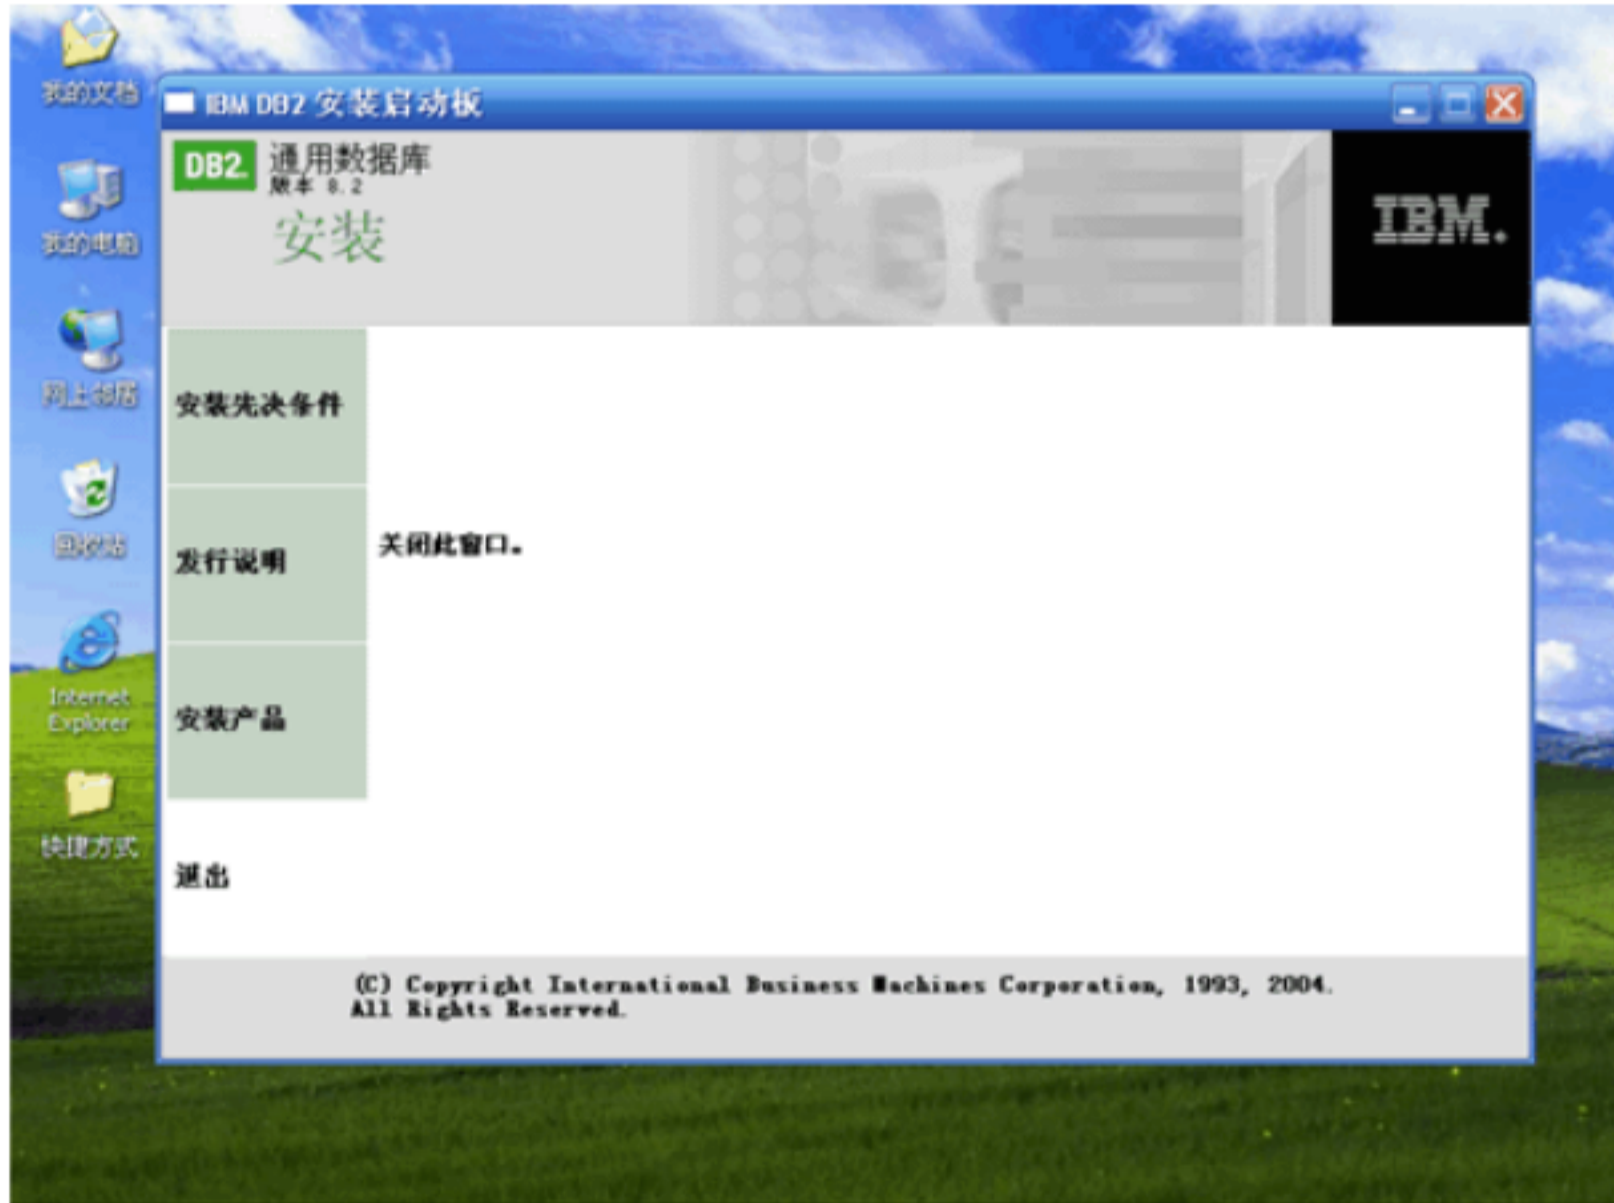 我的文档
我的电脑
网上邻居
回收站
Internet
Explorer
快捷方式
IBM DB2 安装启动板
DB2. 通用数据库
版本 8.2
安装
IBM.
安装先决条件
发行说明
关闭此窗口。
安装产品
退出
(C) Copyright International Business Machines Corporation, 1993, 2004.
All Rights Reserved.